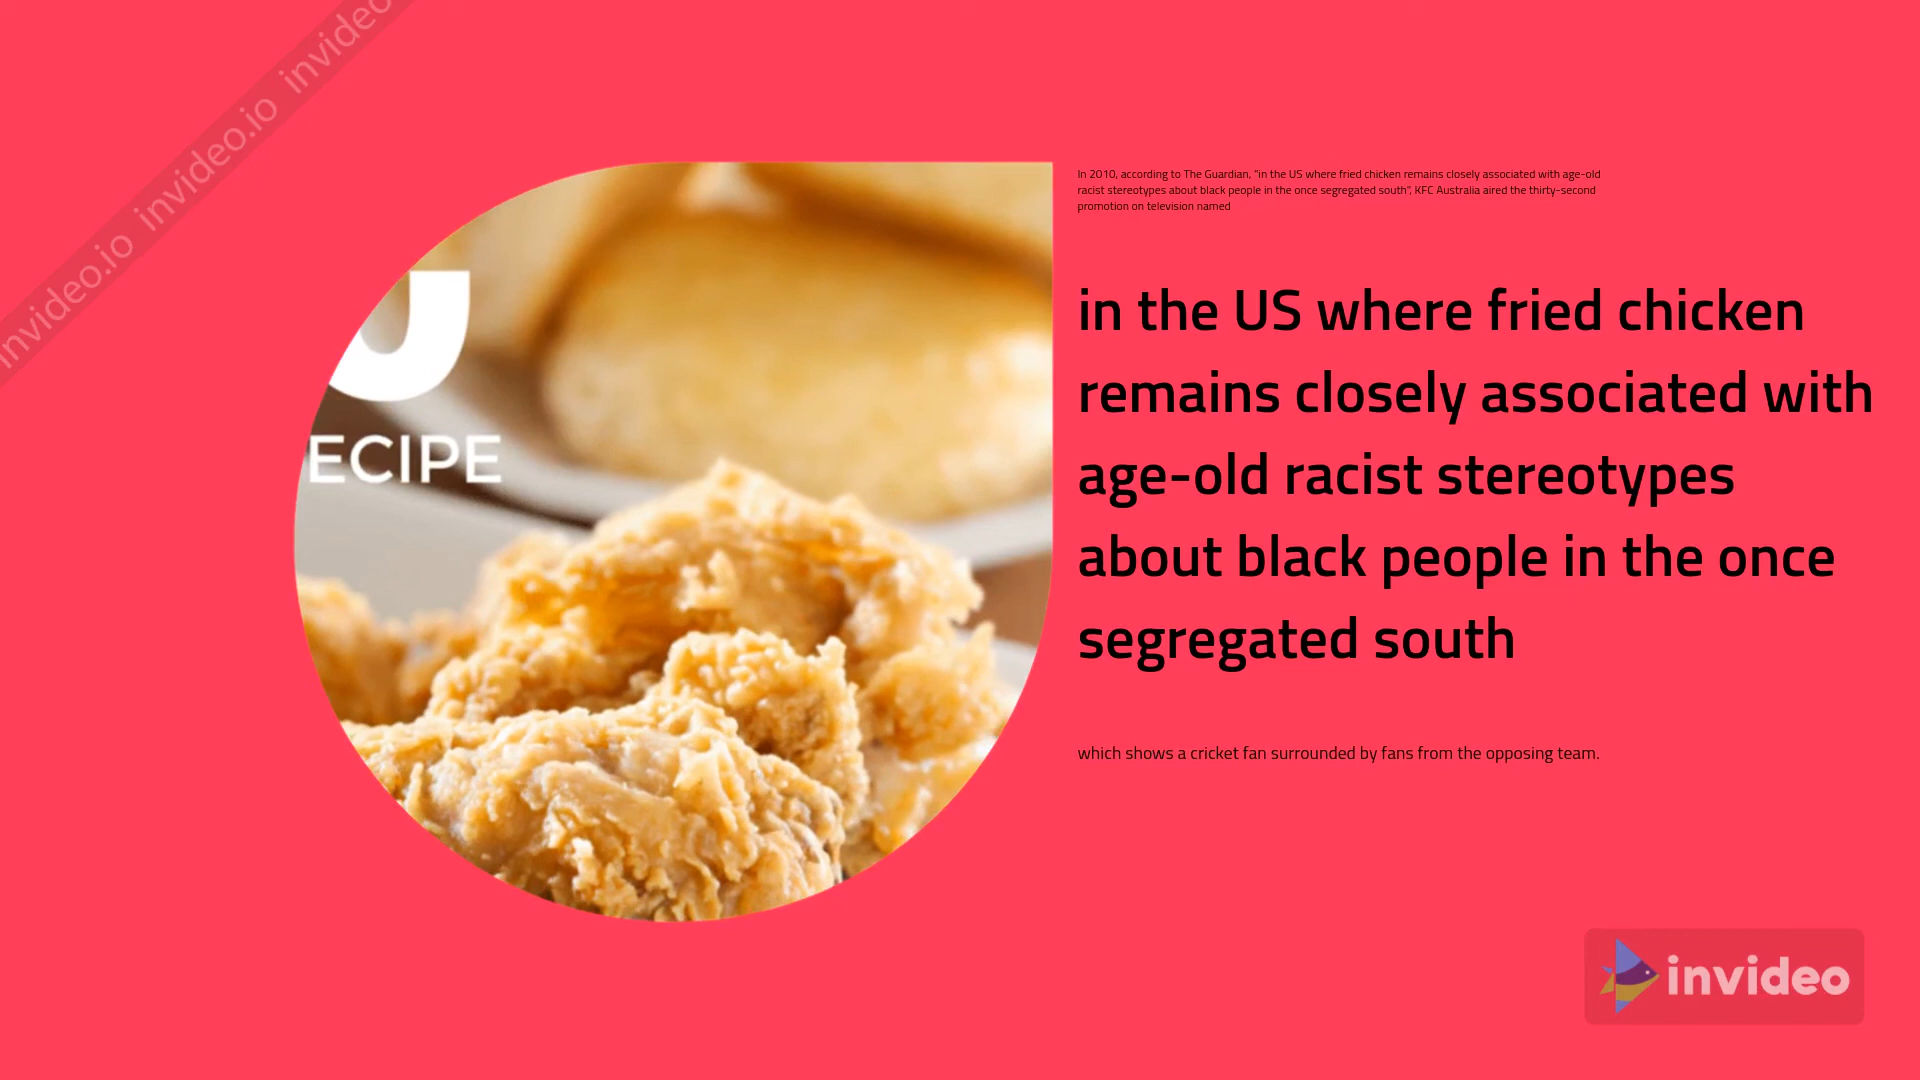 invideo.io invideo.io invideo
In 2010, according to The Guardian, "in the US where fried chicken remains closely associated with age-old
racist stereotypes about black people in the once segregated south", KFC Australia aired the thirty-second
promotion on television named
in the US where fried chicken
remains closely associated with
age-old racist stereotypes
about black people in the once
segregated south
ECIPE
which shows a cricket fan surrounded by fans from the opposing team.
invideo